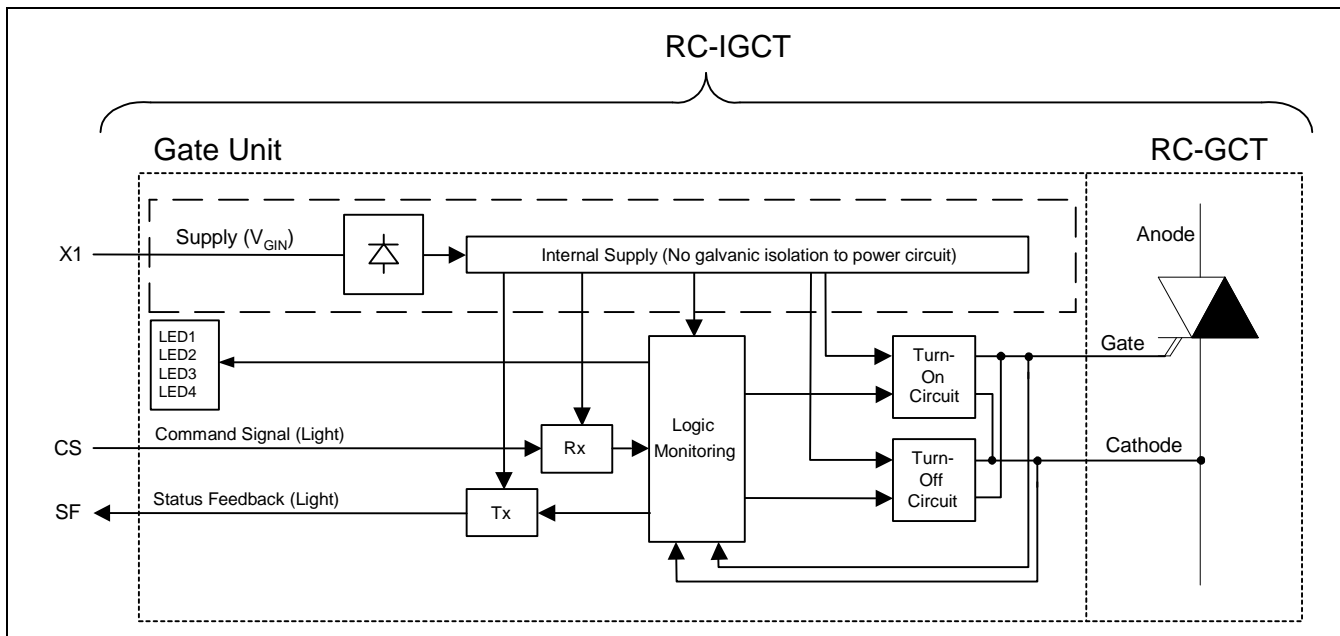 RC-IGCT
Gate Unit
RC-GCT
Supply (VGIN)
X1
Internal Supply (No galvanic isolation to power circuit)
Anode
LED1
LED2
LED3
LED4
Turn-
On
Circuit
Gate
Logic
Monitoring
CS
Command Signal (Light)
Rx
Turn-
Off
Circuit
Cathode
SF
Status Feedback (Light)
Tx